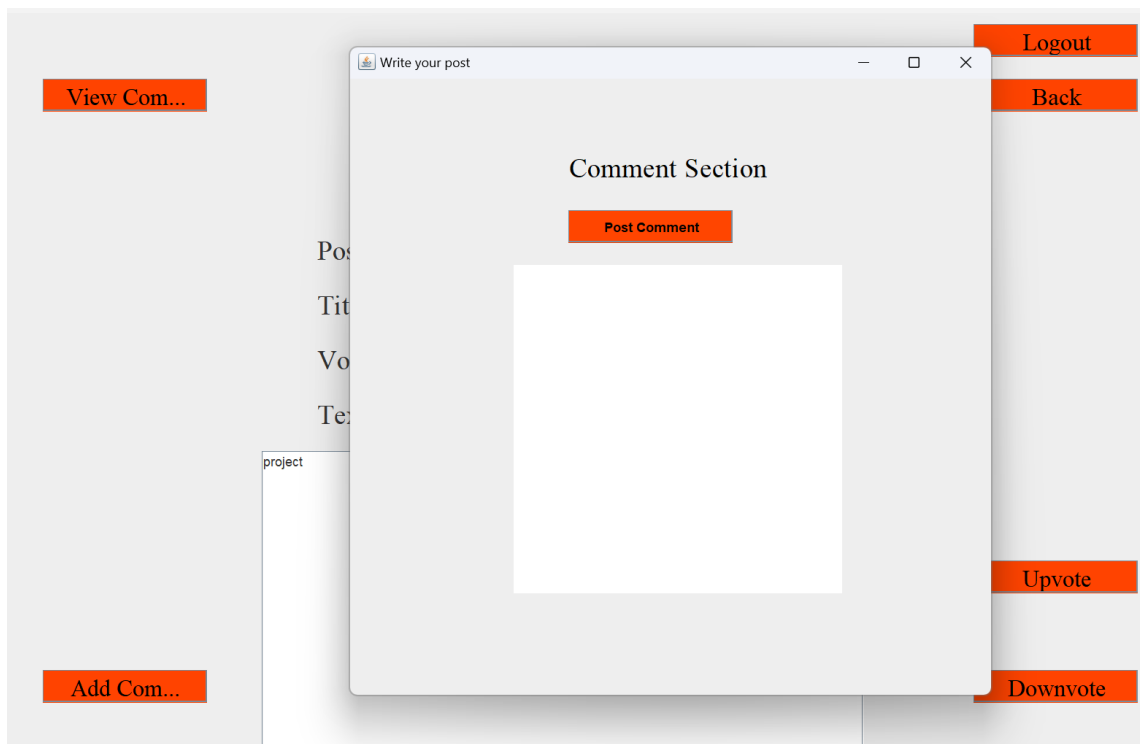 Logout
Write your post
View Com...
Back
Comment Section
Post Comment
Pos
Tit
Vo
Te
project
Upvote
Add Com...
Downvote